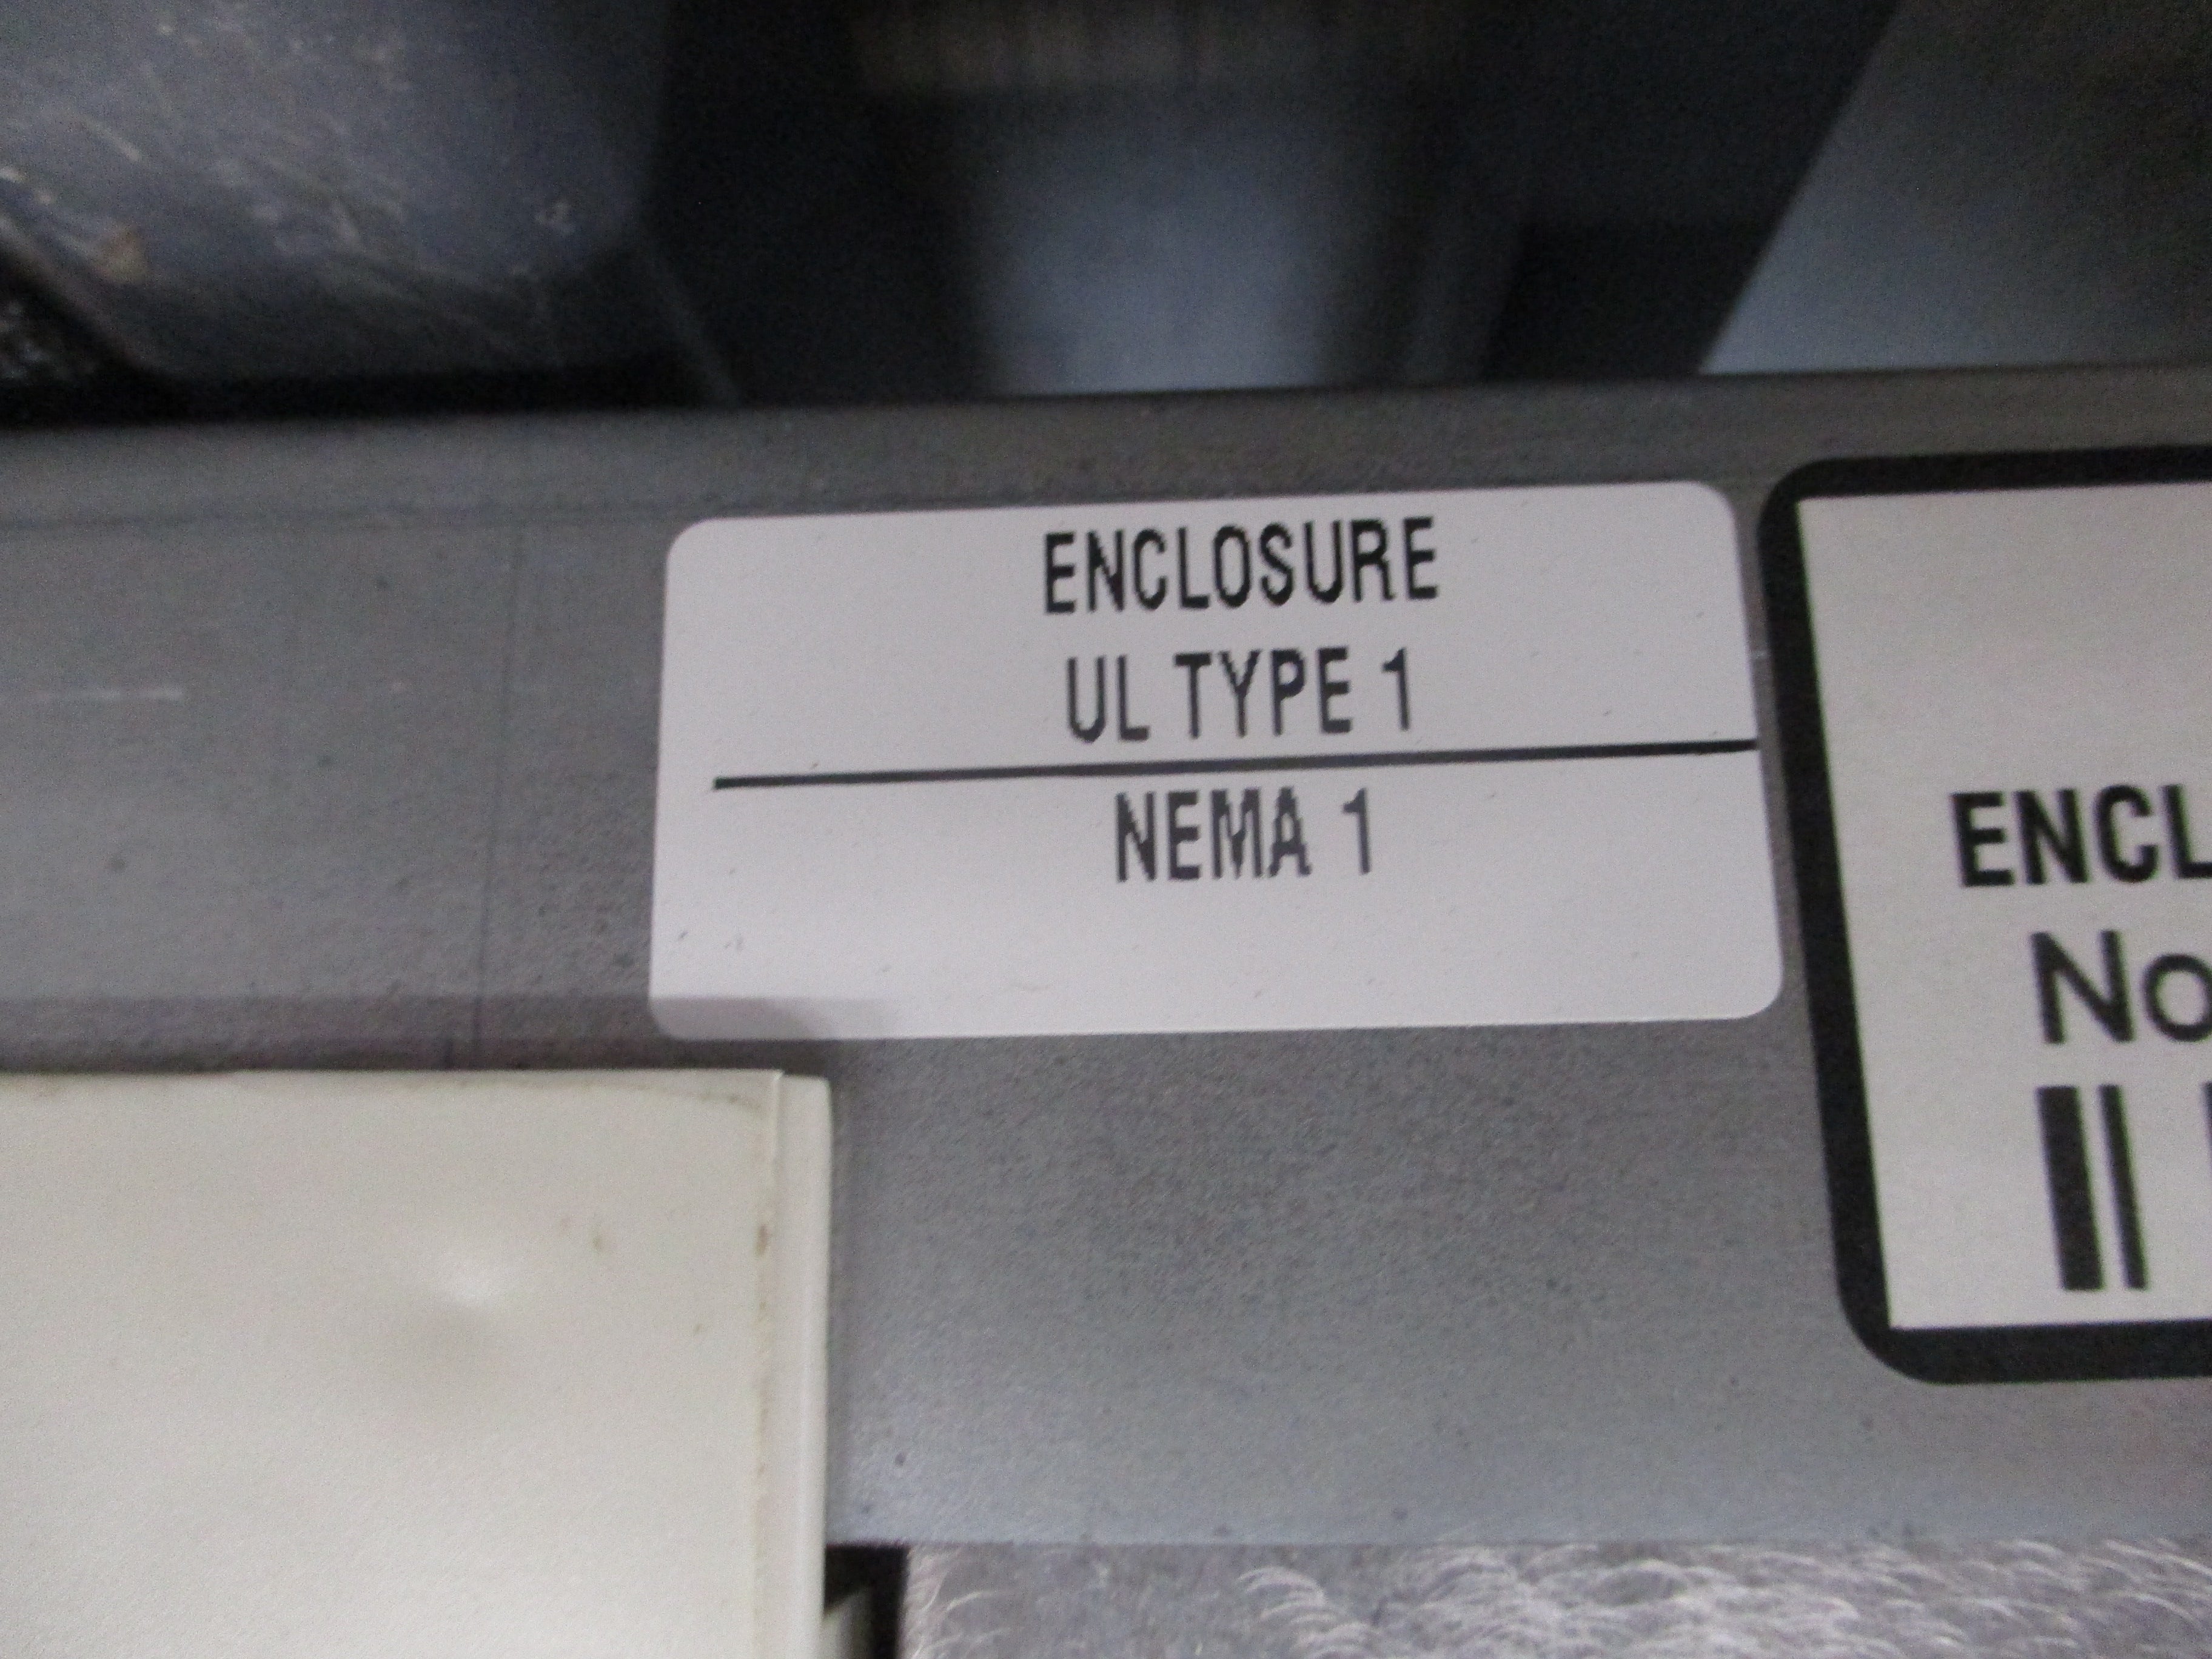 ENCLOSURE
UL TYPE 1
NEMA 1
ENCL
No